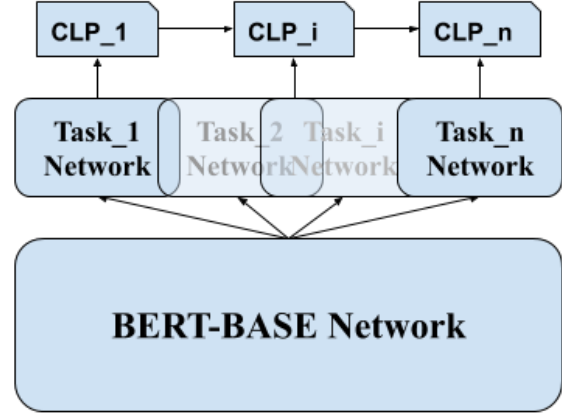 CLP_1 CLP_i CLP_n
Task_1 Task_2 Task_i Task_n
Network Network Network Network
BERT-BASE Network